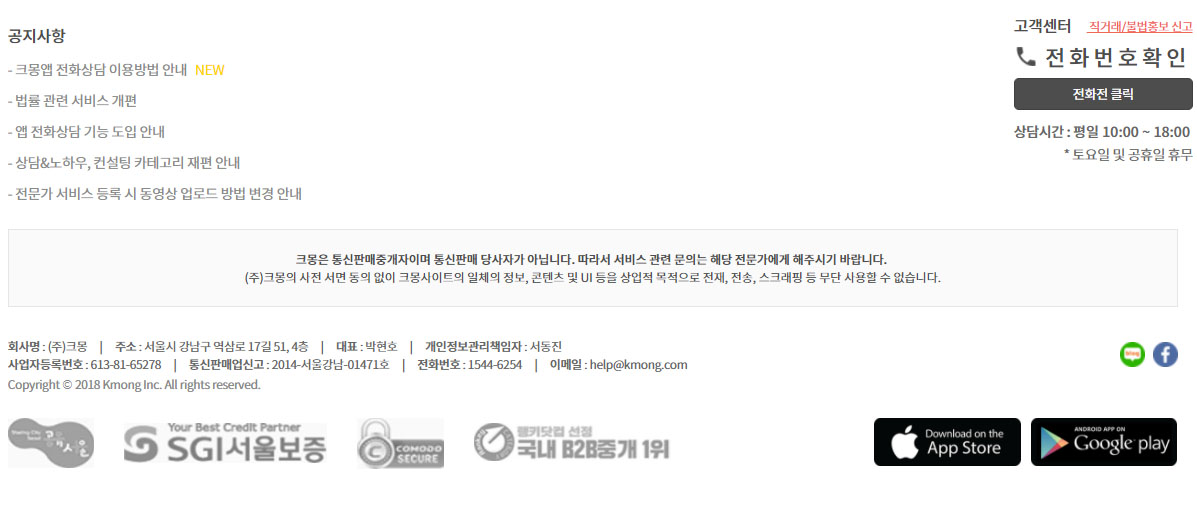 공지사항
- 크몽앱 전화상담 이용방법 안내 NEW
- 법률 관련 서비스 개편
- 앱 전화상담 기능 도입 안내
- 상담&노하우, 컨설팅 카테고리 재편 안내
- 전문가 서비스 등록 시 동영상 업로드 방법 변경 안내
고객센터 직거래/불법홍보 신고
전화번호확인
전화전 클릭
상담시간 : 평일 10:00 ~ 18:00
* 토요일 및 공휴일 휴무
크몽은 통신판매중개자이며 통신판매 당사자가 아닙니다. 따라서 서비스 관련 문의는 해당 전문가에게 해주시기 바랍니다.
(주)크몽의 사전 서면 동의 없이 크몽사이트의 일체의 정보, 콘텐츠 및 UI 등을 상업적 목적으로 전재, 전송, 스크래핑 등 무단 사용할 수 없습니다.
회사명 : (주)크몽 | 주소 : 서울시 강남구 역삼로 17길 51, 4층 | 대표 : 박현호 | 개인정보관리책임자 : 서동진
사업자등록번호 : 613-81-65278 | 통신판매업신고 : 2014-서울강남-01471호 | 전화번호 : 1544-6254 | 이메일 : help@kmong.com
Copyright © 2018 Kmong Inc. All rights reserved.
blog
f
Sharing City
Seoul
공유서울
Your Best Credit Partner
SGI서울보증
COMODO
SECURE
랭키닷컴 선정
국내 B2B중개 1위
Download on the
App Store
ANDROID APP ON
Google play